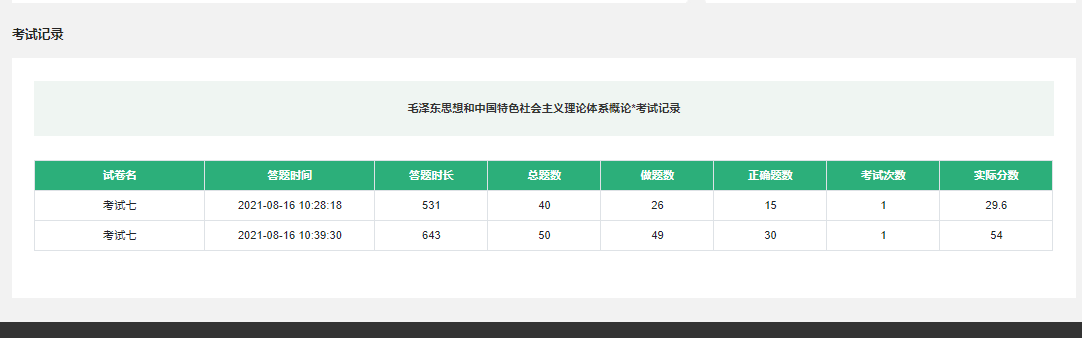 考试记录
毛泽东思想和中国特色社会主义理论体系概论*考试记录
试卷名 答题时间 答题时长 总题数 做题数 正确题数 考试次数 实际分数
考试七 2021-08-16 10:28:18 531 40 26 15 1 29.6
考试七 2021-08-16 10:39:30 643 50 49 30 1 54